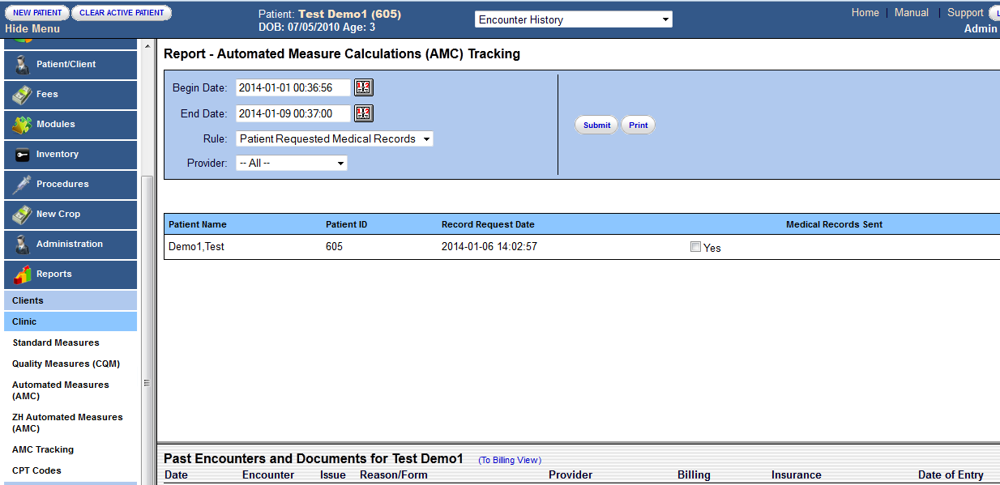 NEW PATIENT CLEAR ACTIVE PATIENT
Hide Menu
Patient: Test Demo1 (605)
DOB: 07/05/2010 Age: 3
Encounter History
Home | Manual | Support
Admin
Patient/Client
Fees
Modules
Inventory
Procedures
New Crop
Administration
Reports
Clients
Clinic
Standard Measures
Quality Measures (CQM)
Automated Measures
(AMC)
ZH Automated Measures
(AMC)
AMC Tracking
CPT Codes
Report - Automated Measure Calculations (AMC) Tracking
Begin Date: 2014-01-01 00:36:56
End Date: 2014-01-09 00:37:00
Rule: Patient Requested Medical Records
Provider: -- All --
Submit Print
Patient Name Patient ID Record Request Date Medical Records Sent
Demo1,Test 605 2014-01-06 14:02:57 Yes
Past Encounters and Documents for Test Demo1 (To Billing View)
Date Encounter Issue Reason/Form Provider Billing Insurance Date of Entry